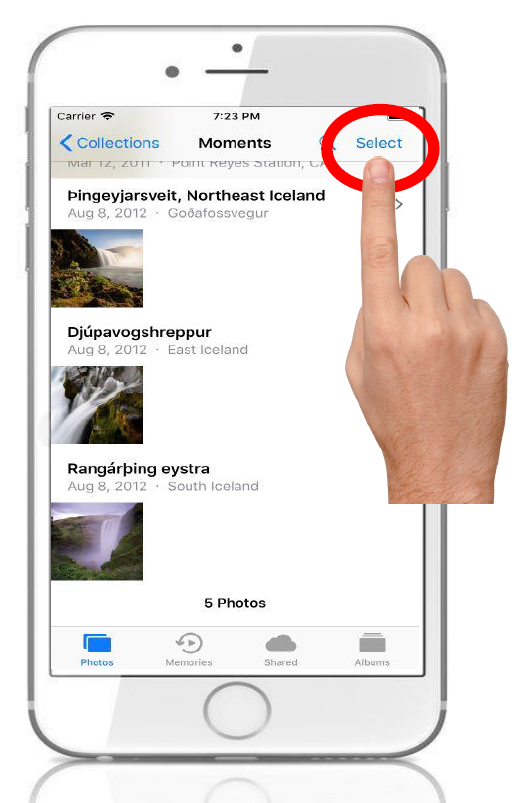 Carrier 7:23 PM
Collections Moments Select
Mar 12, 2011 · Point Reyes Station, CA
Þingeyjarsveit, Northeast Iceland
Aug 8, 2012 · Goðafossvegur
Djúpavogshreppur
Aug 8, 2012 · East Iceland
Rangárþing eystra
Aug 8, 2012 · South Iceland
5 Photos
Photos Memories Shared Albums